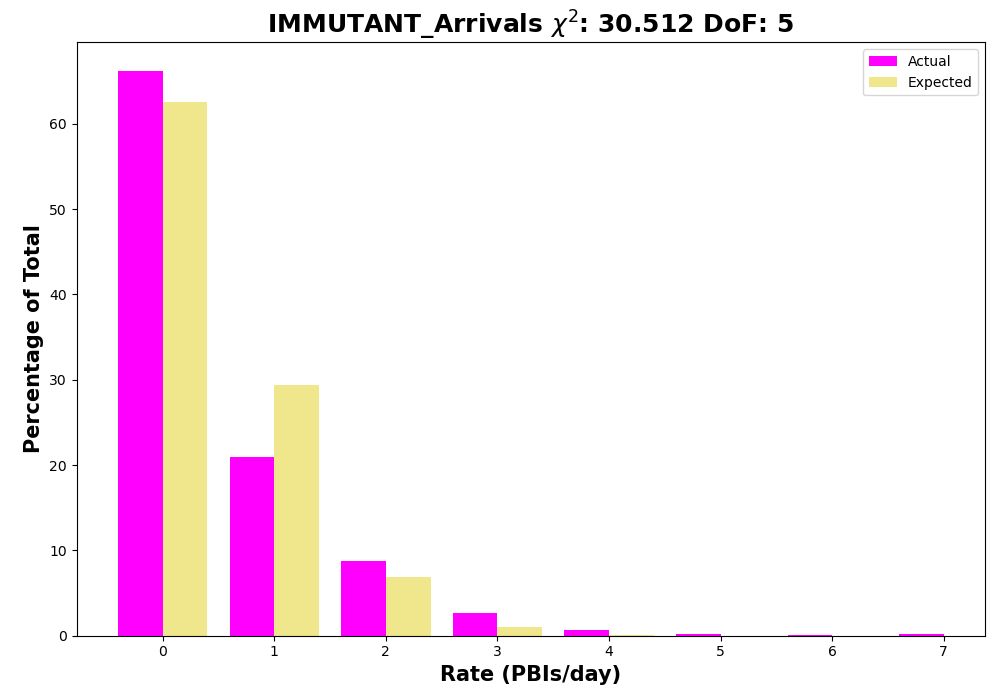 IMMUTANT_Arrivals χ²: 30.512 DoF: 5
Actual
Expected
Percentage of Total
60
50
40
30
20
10
0
0 1 2 3 4 5 6 7
Rate (PBIs/day)